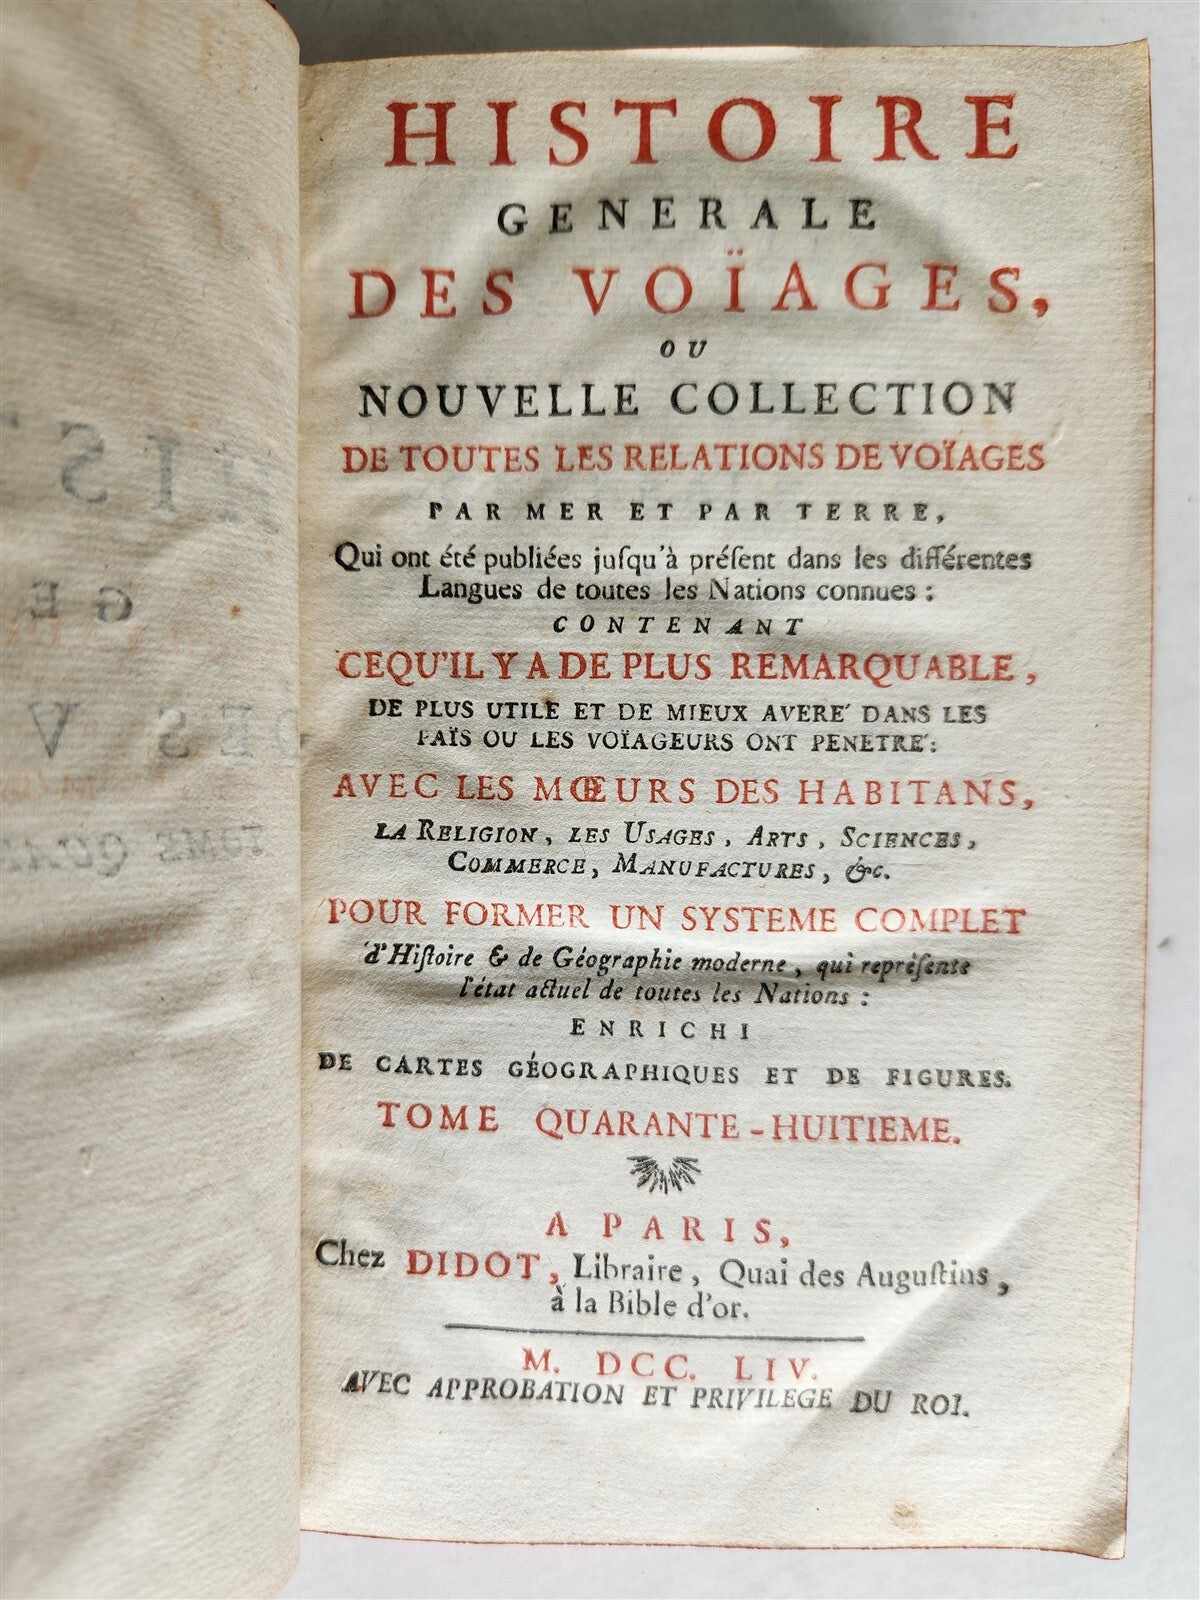 HISTOIRE
GENERALE
DES VOÏAGES,
OU
NOUVELLE COLLECTION
DE TOUTES LES RELATIONS DE VOÏAGES
PAR MER ET PAR TERRE,
Qui ont été publiées juſqu'à préſent dans les différentes
Langues de toutes les Nations connues :
CONTENANT
CE QU'IL Y A DE PLUS REMARQUABLE,
DE PLUS UTILE ET DE MIEUX AVERE' DANS LES
PAÏS OU LES VOÏAGEURS ONT PENETRE':
AVEC LES MŒURS DES HABITANS,
LA RELIGION, LES USAGES, ARTS, SCIENCES,
COMMERCE, MANUFACTURES, &c.
POUR FORMER UN SYSTEME COMPLET
d'Hiſtoire & de Géographie moderne, qui repréſente
l'état actuel de toutes les Nations :
ENRICHI
DE CARTES GÉOGRAPHIQUES ET DE FIGURES.
TOME QUARANTE-HUITIEME.
A PARIS,
Chez DIDOT, Libraire, Quai des Auguſtins,
à la Bible d'or.
M. DCC. LIV.
AVEC APPROBATION ET PRIVILEGE DU ROI.